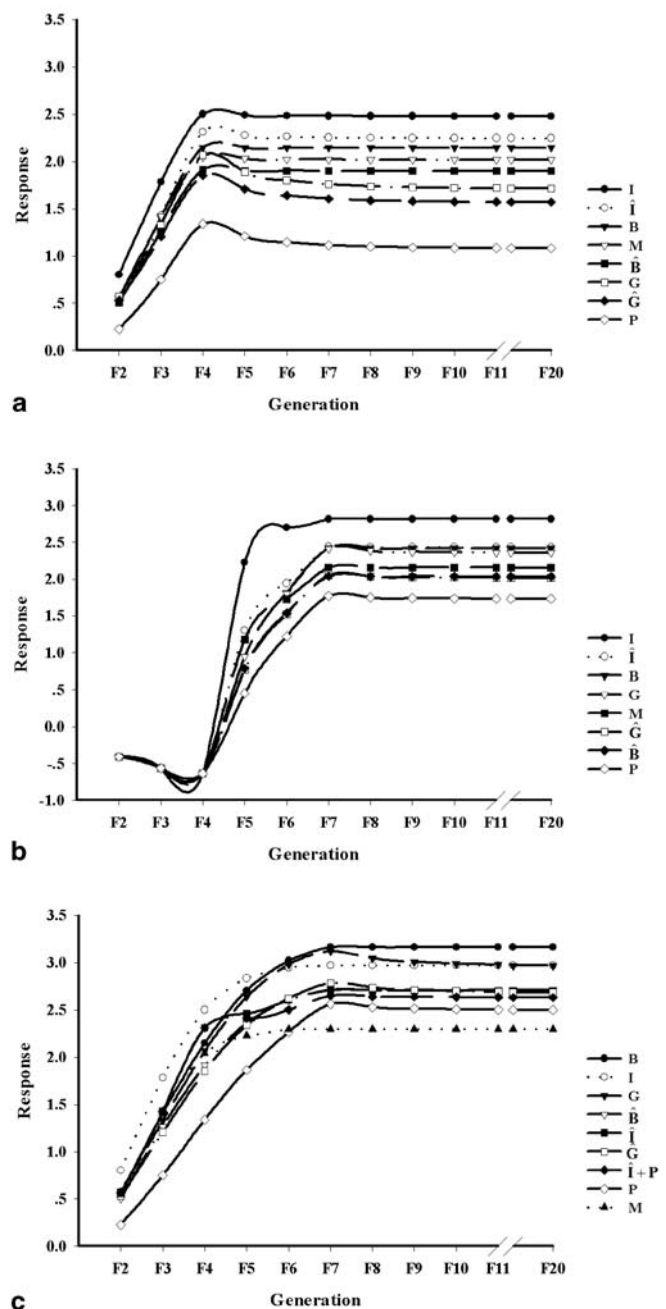 3.5
3.0
2.5
2.0
1.5
1.0
.5
0.0
Response
F2 F3 F4 F5 F6 F7 F8 F9 F10 F11 F20
Generation
I
Î
B
M
B̂
G
Ĝ
P
a
3.5
3.0
2.5
2.0
1.5
1.0
.5
0.0
-.5
-1.0
Response
F2 F3 F4 F5 F6 F7 F8 F9 F10 F11 F20
Generation
I
Î
B
G
M
Ĝ
B̂
P
b
3.5
3.0
2.5
2.0
1.5
1.0
.5
0.0
Response
F2 F3 F4 F5 F6 F7 F8 F9 F10 F11 F20
Generation
B
I
G
B̂
Î
Ĝ
Î+P
P
M
c